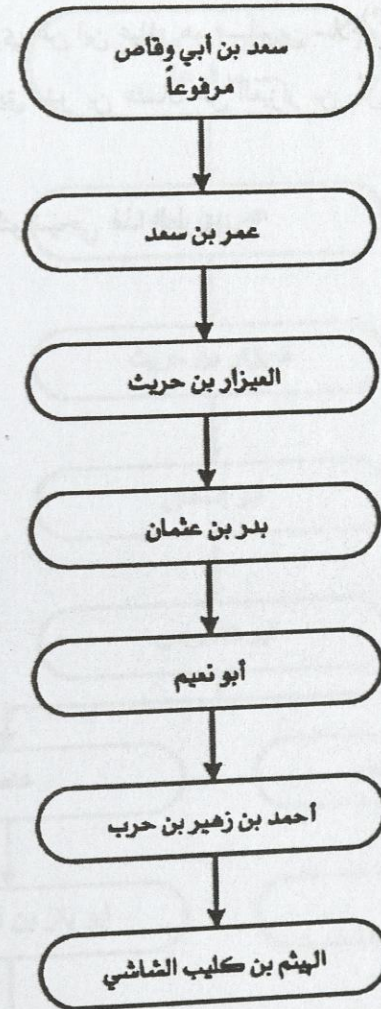 سعد بن أبي وقاص
مرفوعاً
عمر بن سعد
العيزار بن حريث
بدر بن عثمان
أبو نعيم
أحمد بن زهير بن حرب
الهيثم بن كليب الشاشي